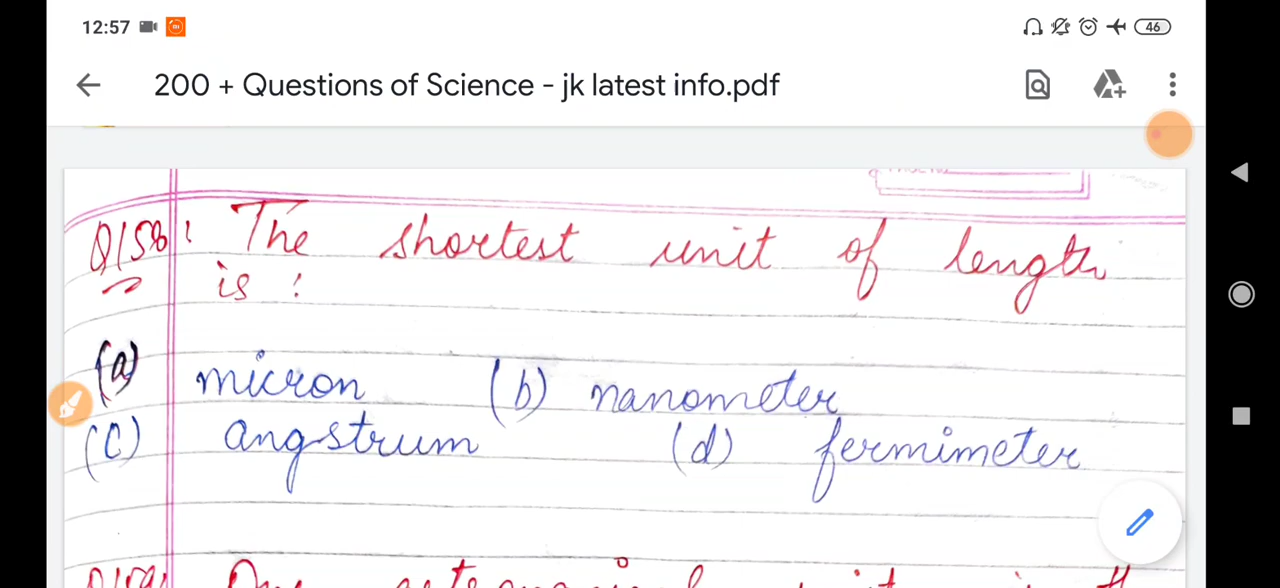 12:57
46
200 + Questions of Science - jk latest info.pdf
Q158! The shortest unit of length
is :
(a) micron (b) nanometer
(c) angstrum (d) fermimeter